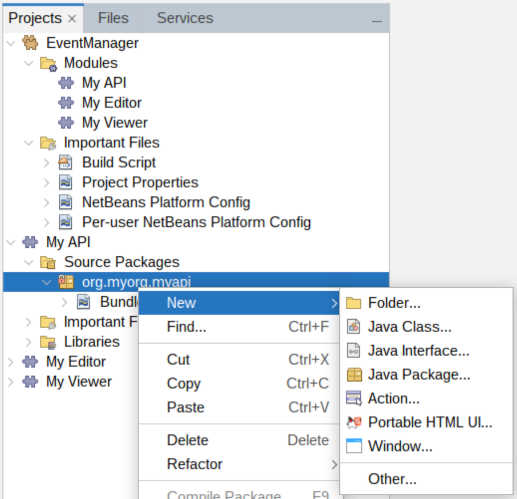 Projects × Files Services
EventManager
Modules
My API
My Editor
My Viewer
Important Files
Build Script
Project Properties
NetBeans Platform Config
Per-user NetBeans Platform Config
My API
Source Packages
org.myorg.myapi
Bundl
New
Folder...
Important F
Find... Ctrl+F
Java Class...
Libraries
Java Interface...
My Editor
Cut Ctrl+X
Java Package...
My Viewer
Copy Ctrl+C
Action...
Paste Ctrl+V
Portable HTML UI...
Delete Delete
Window...
Refactor
Other...
Compile Package F9